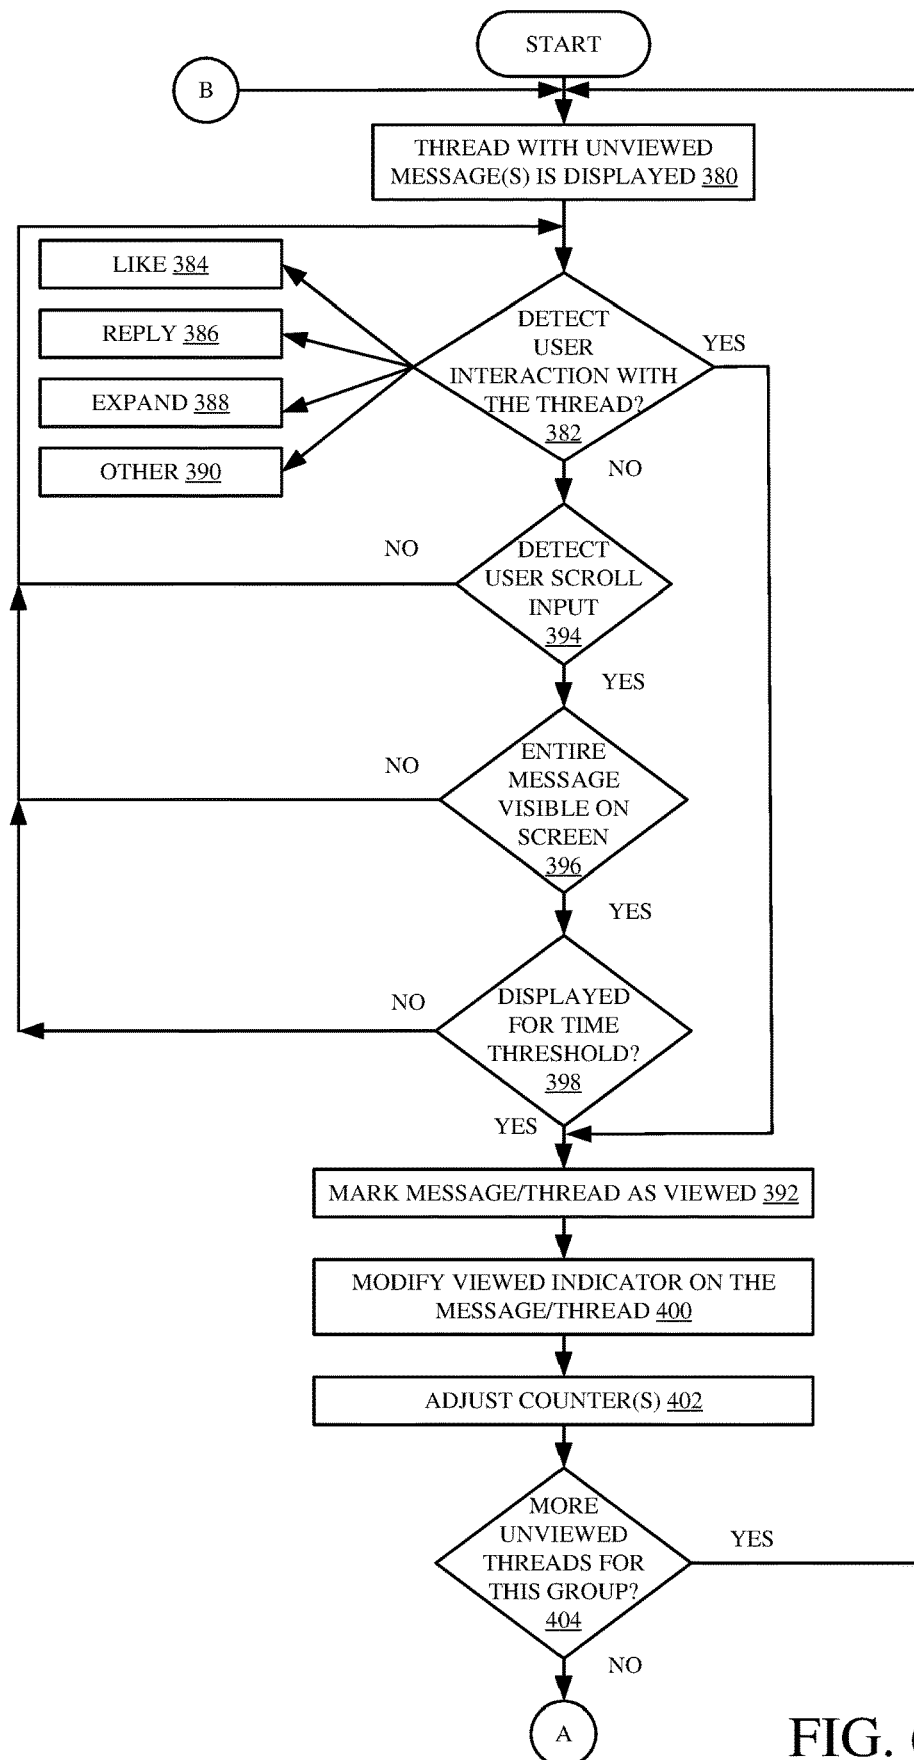 START
B
THREAD WITH UNVIEWED
MESSAGE(S) IS DISPLAYED 380
LIKE 384
REPLY 386
EXPAND 388
OTHER 390
DETECT
USER
INTERACTION WITH
THE THREAD?
382
YES
NO
DETECT
USER SCROLL
INPUT
394
NO
YES
ENTIRE
MESSAGE
VISIBLE ON
SCREEN
396
NO
YES
DISPLAYED
FOR TIME
THRESHOLD?
398
NO
YES
MARK MESSAGE/THREAD AS VIEWED 392
MODIFY VIEWED INDICATOR ON THE
MESSAGE/THREAD 400
ADJUST COUNTER(S) 402
MORE
UNVIEWED
THREADS FOR
THIS GROUP?
404
YES
NO
A
FIG.